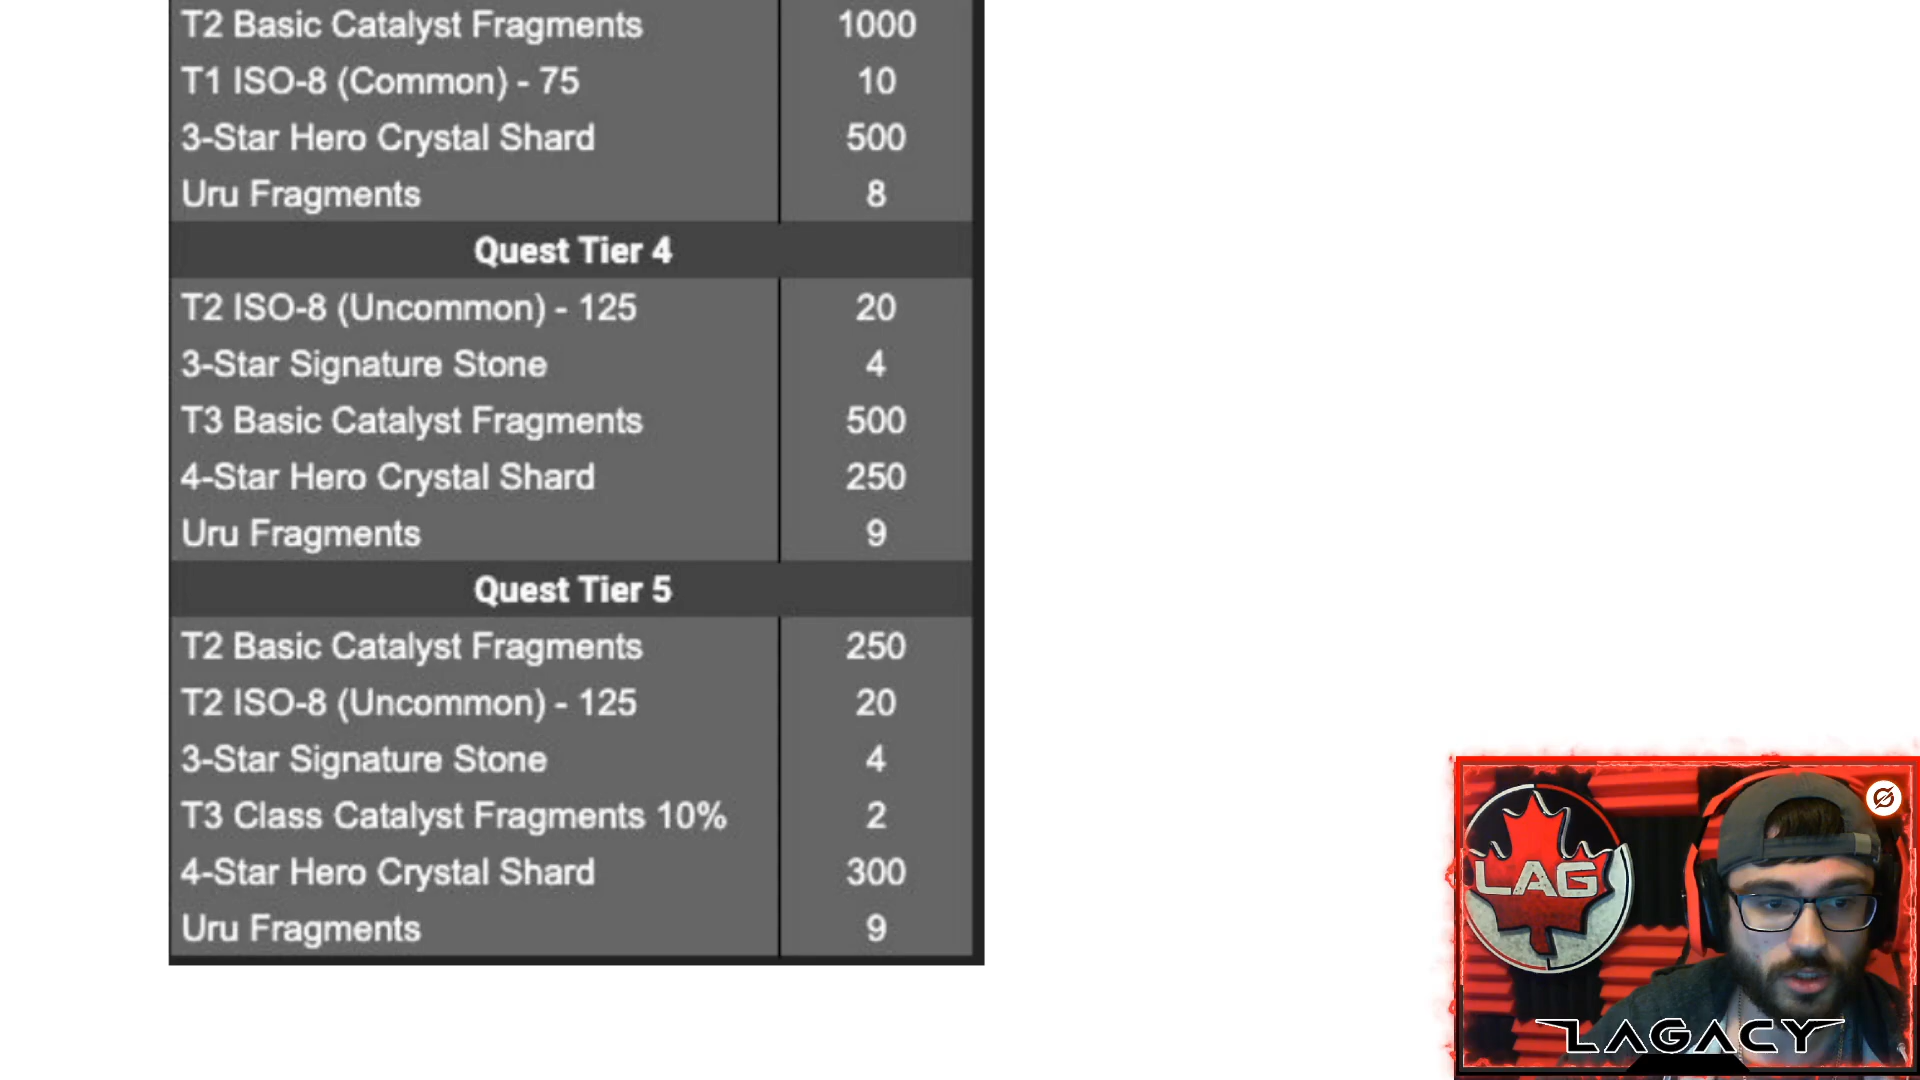 T2 Basic Catalyst Fragments 1000
T1 ISO-8 (Common) - 75 10
3-Star Hero Crystal Shard 500
Uru Fragments 8
Quest Tier 4
T2 ISO-8 (Uncommon) - 125 20
3-Star Signature Stone 4
T3 Basic Catalyst Fragments 500
4-Star Hero Crystal Shard 250
Uru Fragments 9
Quest Tier 5
T2 Basic Catalyst Fragments 250
T2 ISO-8 (Uncommon) - 125 20
3-Star Signature Stone 4
T3 Class Catalyst Fragments 10% 2
4-Star Hero Crystal Shard 300
Uru Fragments 9
LAG
LAGACY